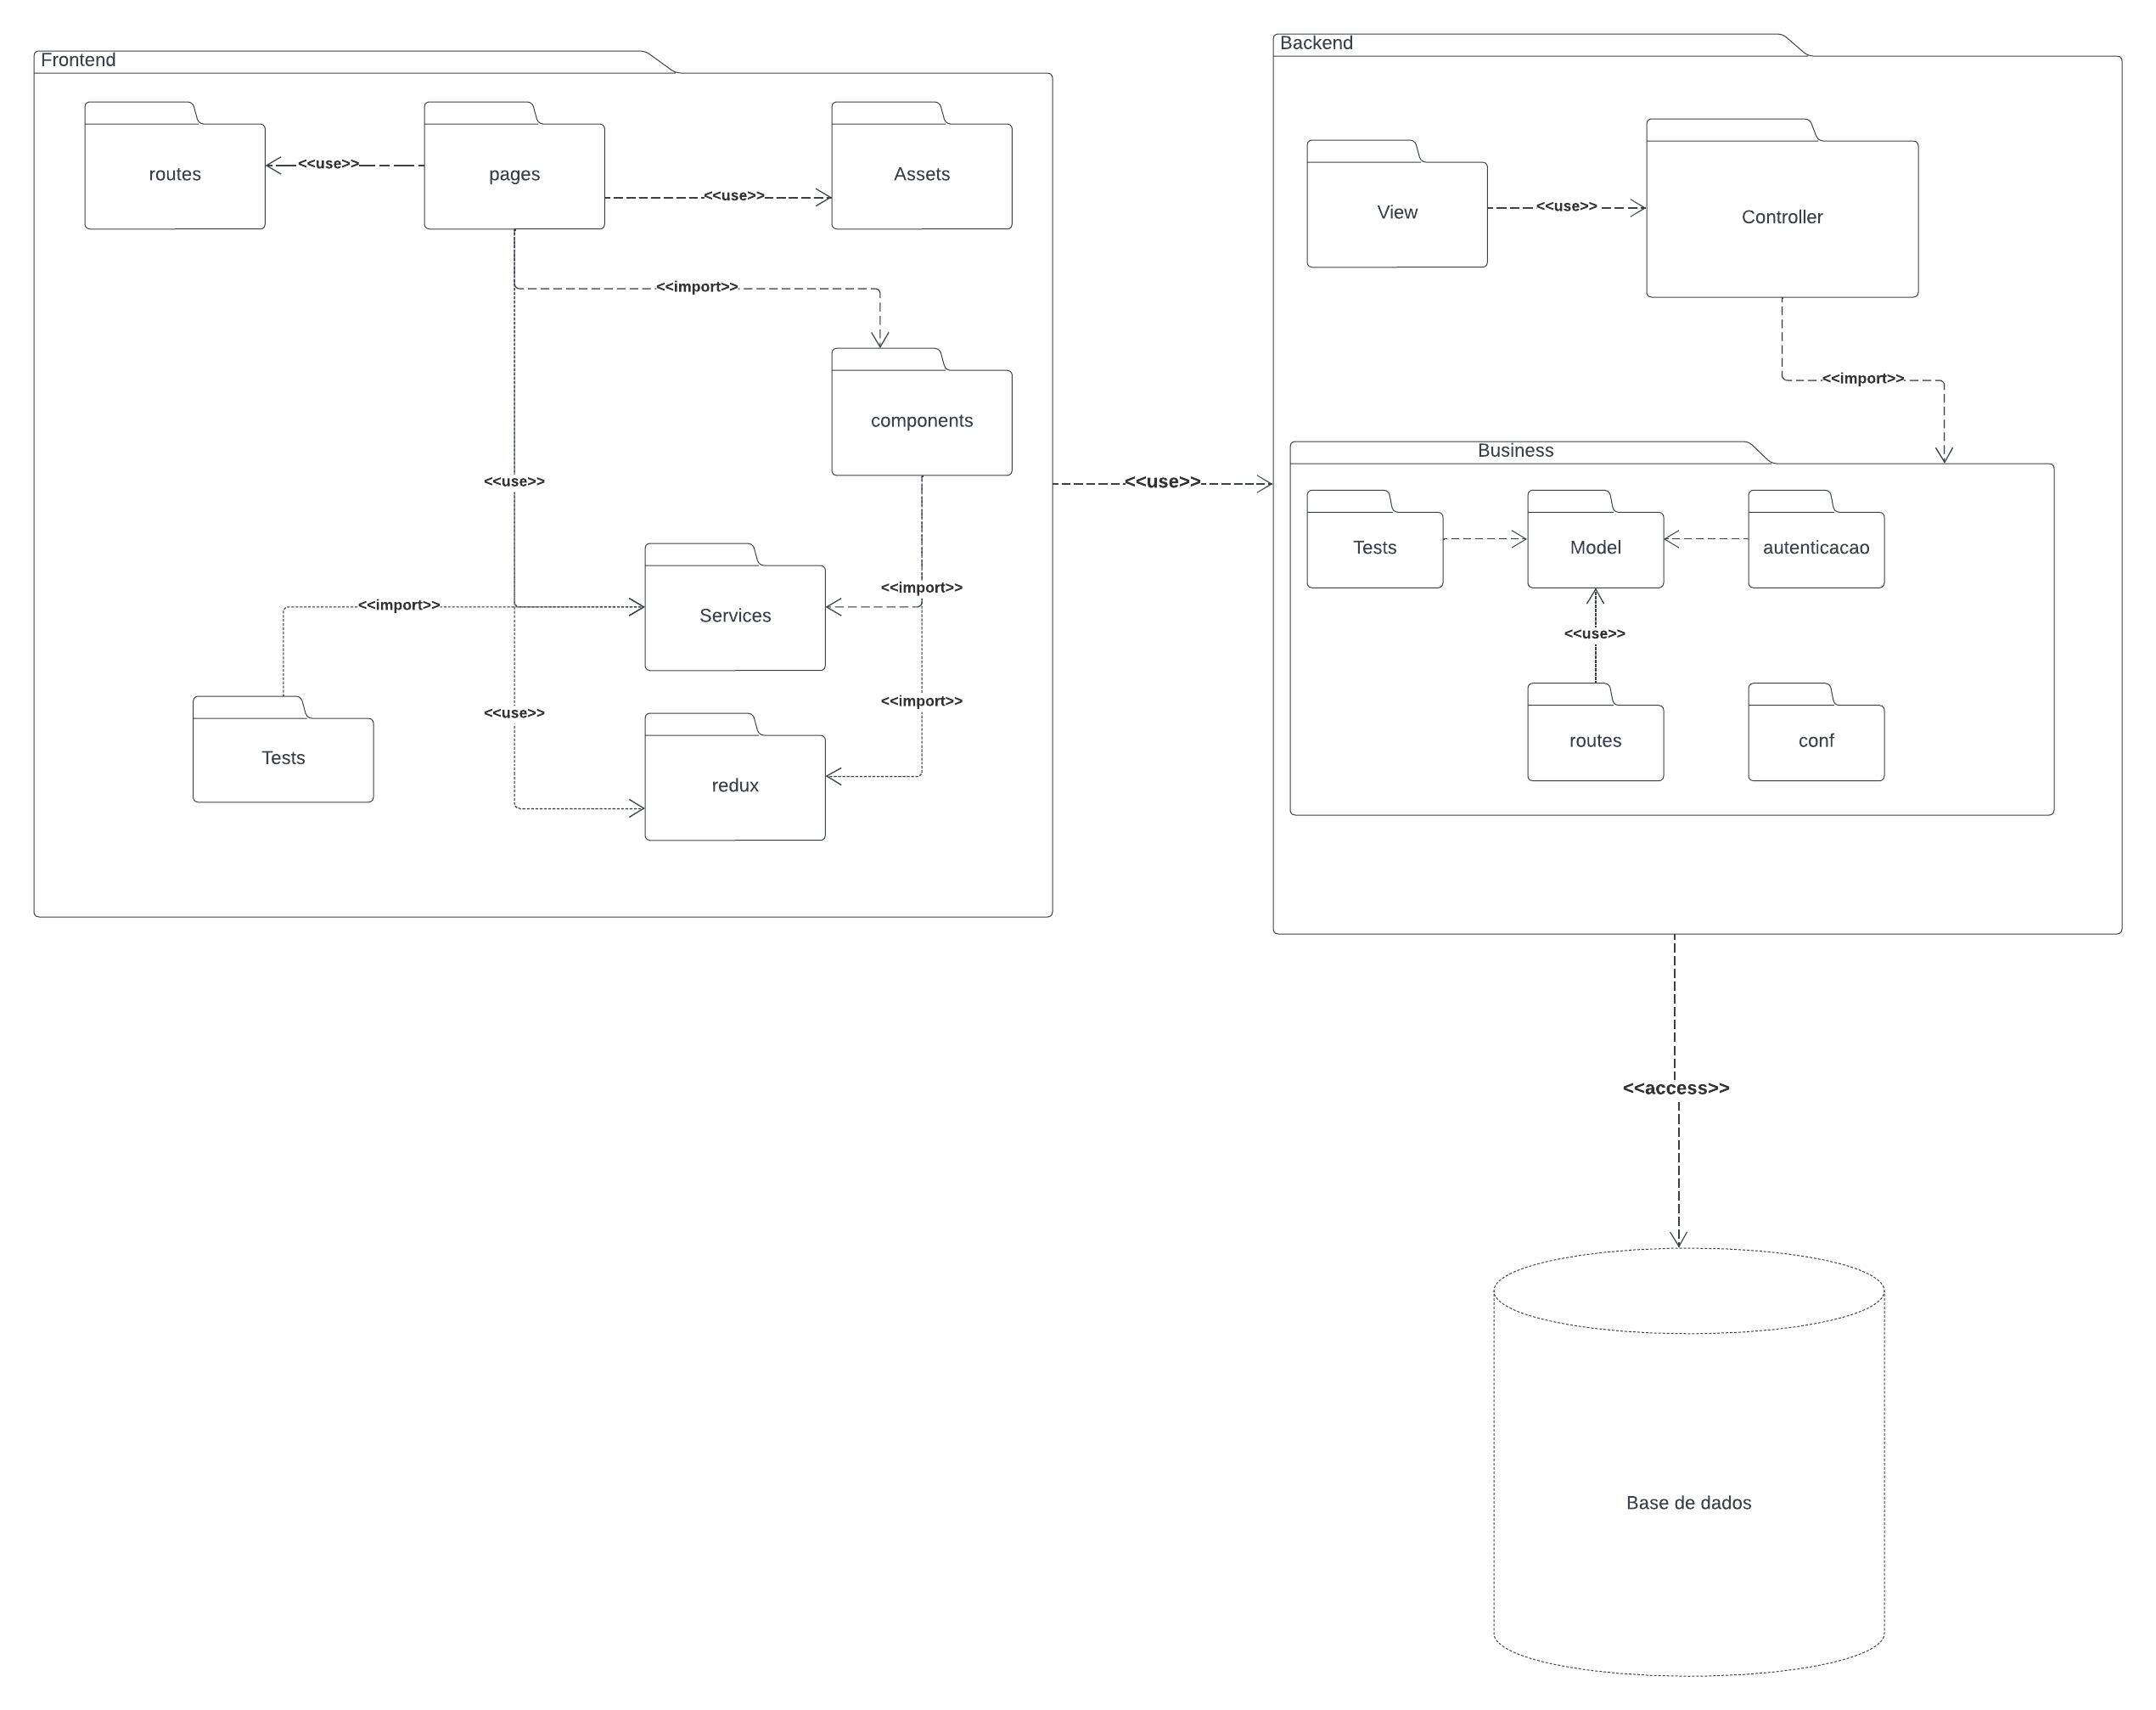 Frontend
routes
<<use>>
pages
<<use>>
Assets
<<import>>
components
<<use>>
Services
<<import>>
<<import>>
Tests
<<use>>
redux
<<import>>
<<use>>
Backend
View
<<use>>
Controller
<<import>>
Business
Tests
Model
autenticacao
<<use>>
routes
conf
<<access>>
Base de dados